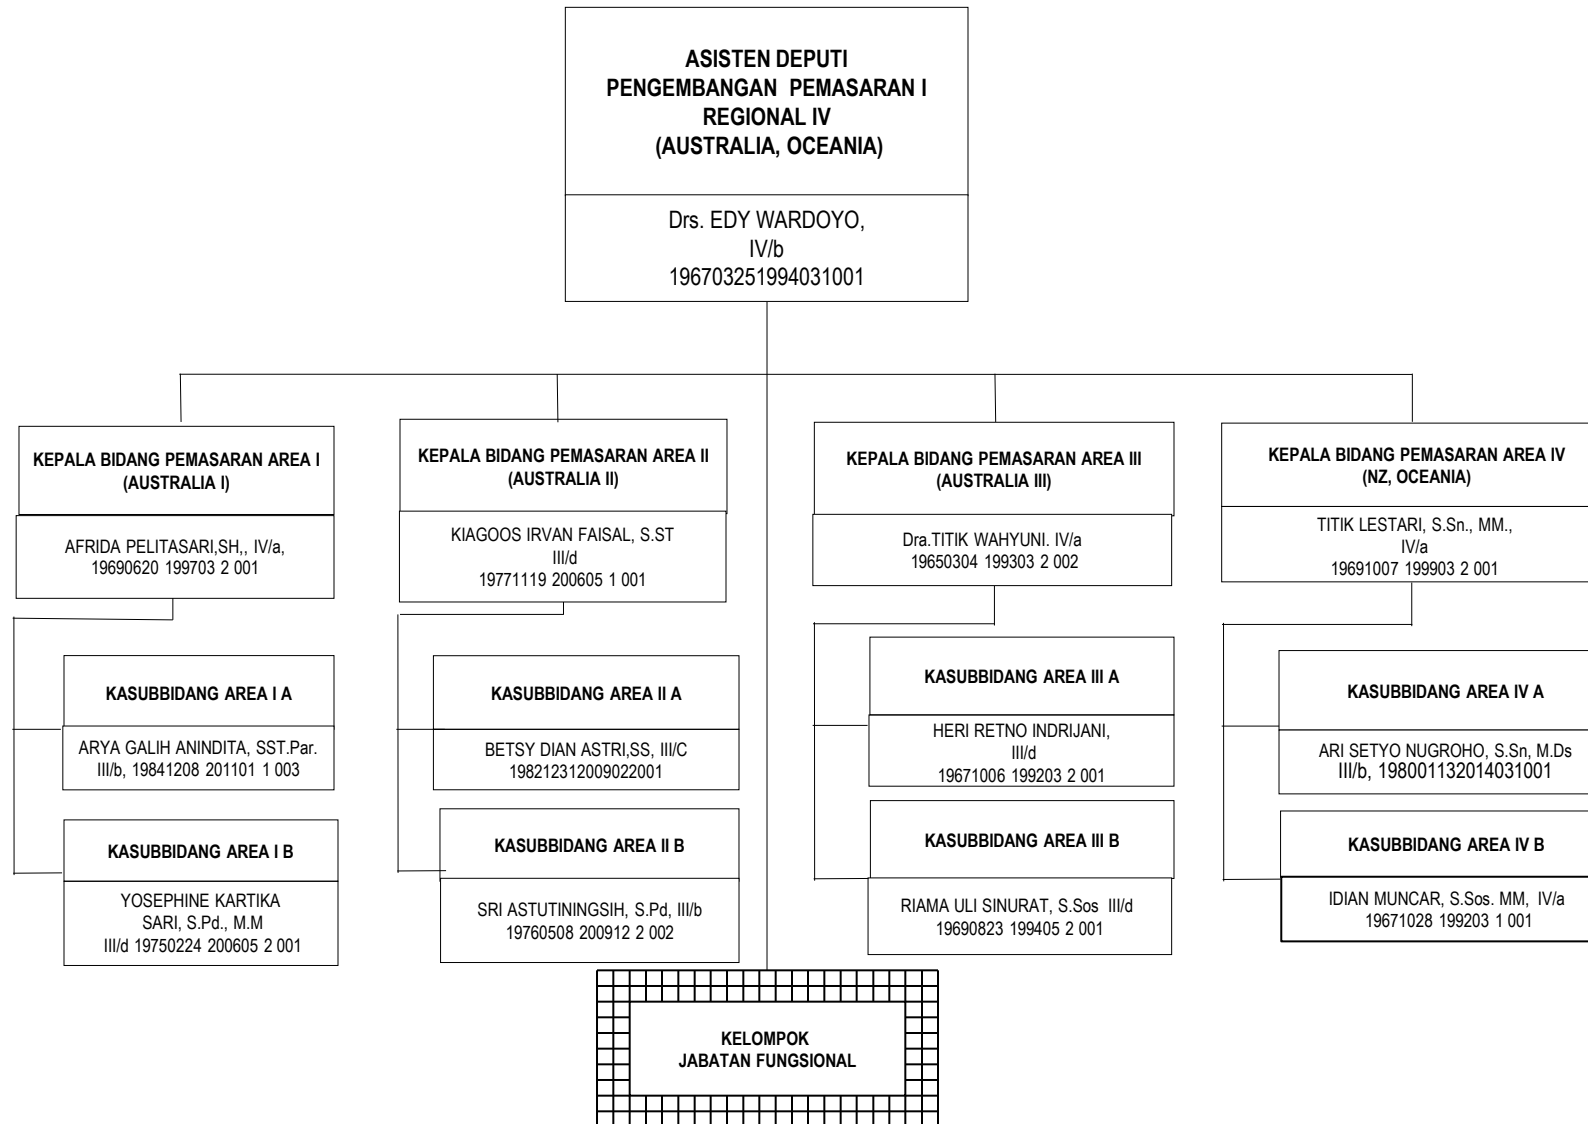 ASISTEN DEPUTI
PENGEMBANGAN PEMASARAN I
REGIONAL IV
(AUSTRALIA, OCEANIA)
Drs. EDY WARDOYO,
IV/b
196703251994031001
KEPALA BIDANG PEMASARAN AREA I
(AUSTRALIA I)
AFRIDA PELITASARI,SH,, IV/a,
19690620 199703 2 001
KEPALA BIDANG PEMASARAN AREA II
(AUSTRALIA II)
KIAGOOS IRVAN FAISAL, S.ST
III/d
19771119 200605 1 001
KEPALA BIDANG PEMASARAN AREA III
(AUSTRALIA III)
Dra.TITIK WAHYUNI. IV/a
19650304 199303 2 002
KEPALA BIDANG PEMASARAN AREA IV
(NZ, OCEANIA)
TITIK LESTARI, S.Sn., MM.,
IV/a
19691007 199903 2 001
KASUBBIDANG AREA I A
ARYA GALIH ANINDITA, SST.Par.
III/b, 19841208 201101 1 003
KASUBBIDANG AREA II A
BETSY DIAN ASTRI,SS, III/C
198212312009022001
KASUBBIDANG AREA III A
HERI RETNO INDRIJANI,
III/d
19671006 199203 2 001
KASUBBIDANG AREA IV A
ARI SETYO NUGROHO, S.Sn, M.Ds
III/b, 198001132014031001
KASUBBIDANG AREA I B
YOSEPHINE KARTIKA
SARI, S.Pd., M.M
III/d 19750224 200605 2 001
KASUBBIDANG AREA II B
SRI ASTUTININGSIH, S.Pd, III/b
19760508 200912 2 002
KASUBBIDANG AREA III B
RIAMA ULI SINURAT, S.Sos III/d
19690823 199405 2 001
KASUBBIDANG AREA IV B
IDIAN MUNCAR, S.Sos. MM, IV/a
19671028 199203 1 001
KELOMPOK
JABATAN FUNGSIONAL